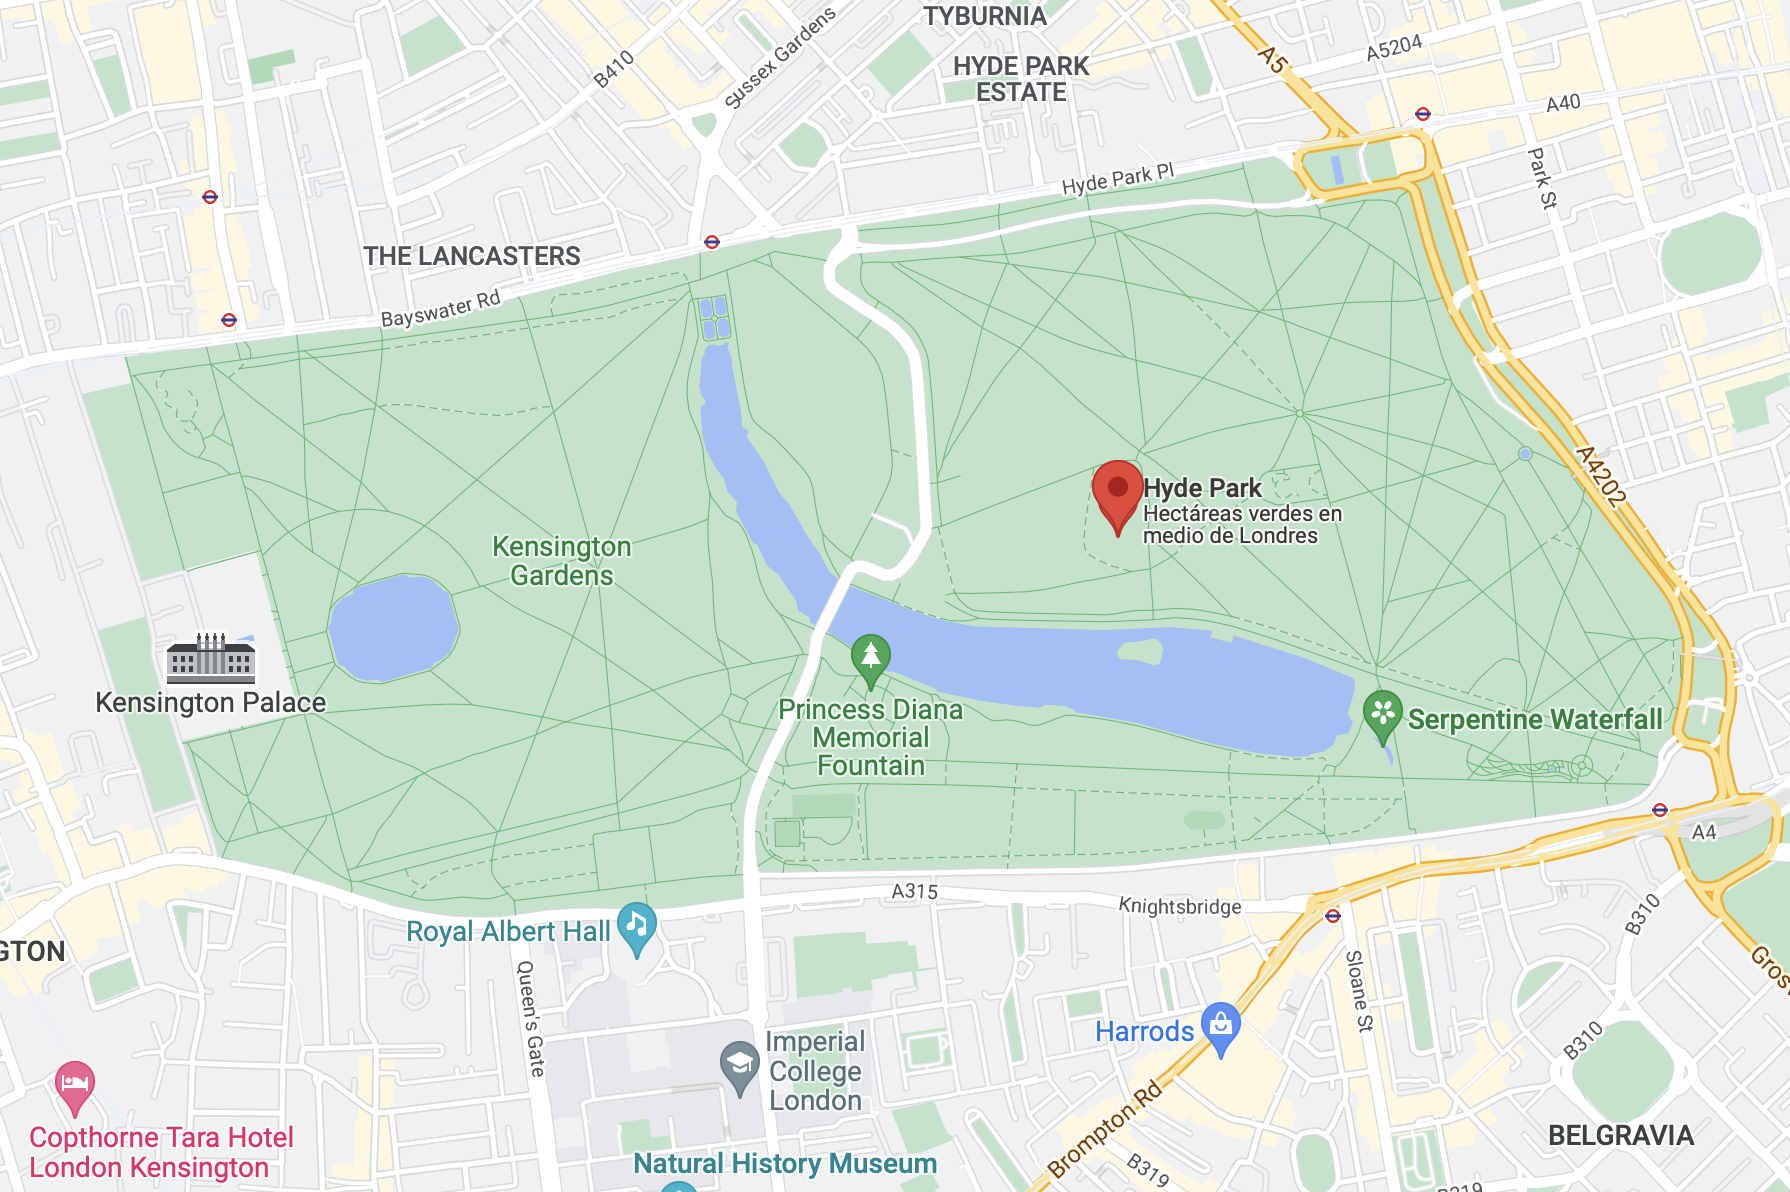 TYBURNIA
Sussex Gardens
B410
HYDE PARK
ESTATE
A5
A5204
A40
Park St
Hyde Park Pl
THE LANCASTERS
Bayswater Rd
A4202
Hyde Park
Hectáreas verdes en
medio de Londres
Kensington
Gardens
Kensington Palace
Princess Diana
Memorial
Fountain
Serpentine Waterfall
A4
A315
Knightsbridge
B310
Royal Albert Hall
GTON
Queen's Gate
Sloane St
Gros
Harrods
Imperial
College
London
B310
Brompton Rd
Copthorne Tara Hotel
London Kensington
Natural History Museum
B319
BELGRAVIA
B319